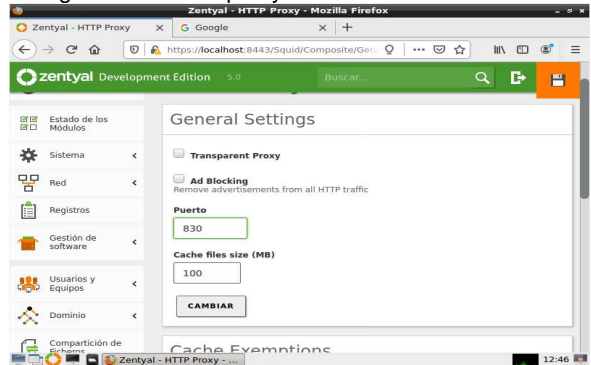 Zentyal - HTTP Proxy - Mozilla Firefox
Zentyal - HTTP Proxy
G Google
https://localhost:8443/Squid/Composite/Gen
zentyal Development Edition 5.0
Buscar...
General Settings
Estado de los
Módulos
Sistema
Red
Registros
Gestión de
software
Usuarios y
Equipos
Dominio
Compartición de
Ficheros
Transparent Proxy
Ad Blocking
Remove advertisements from all HTTP traffic
Puerto
830
Cache files size (MB)
100
CAMBIAR
Cache Exemptions
Zentyal - HTTP Proxy - ...
12:46